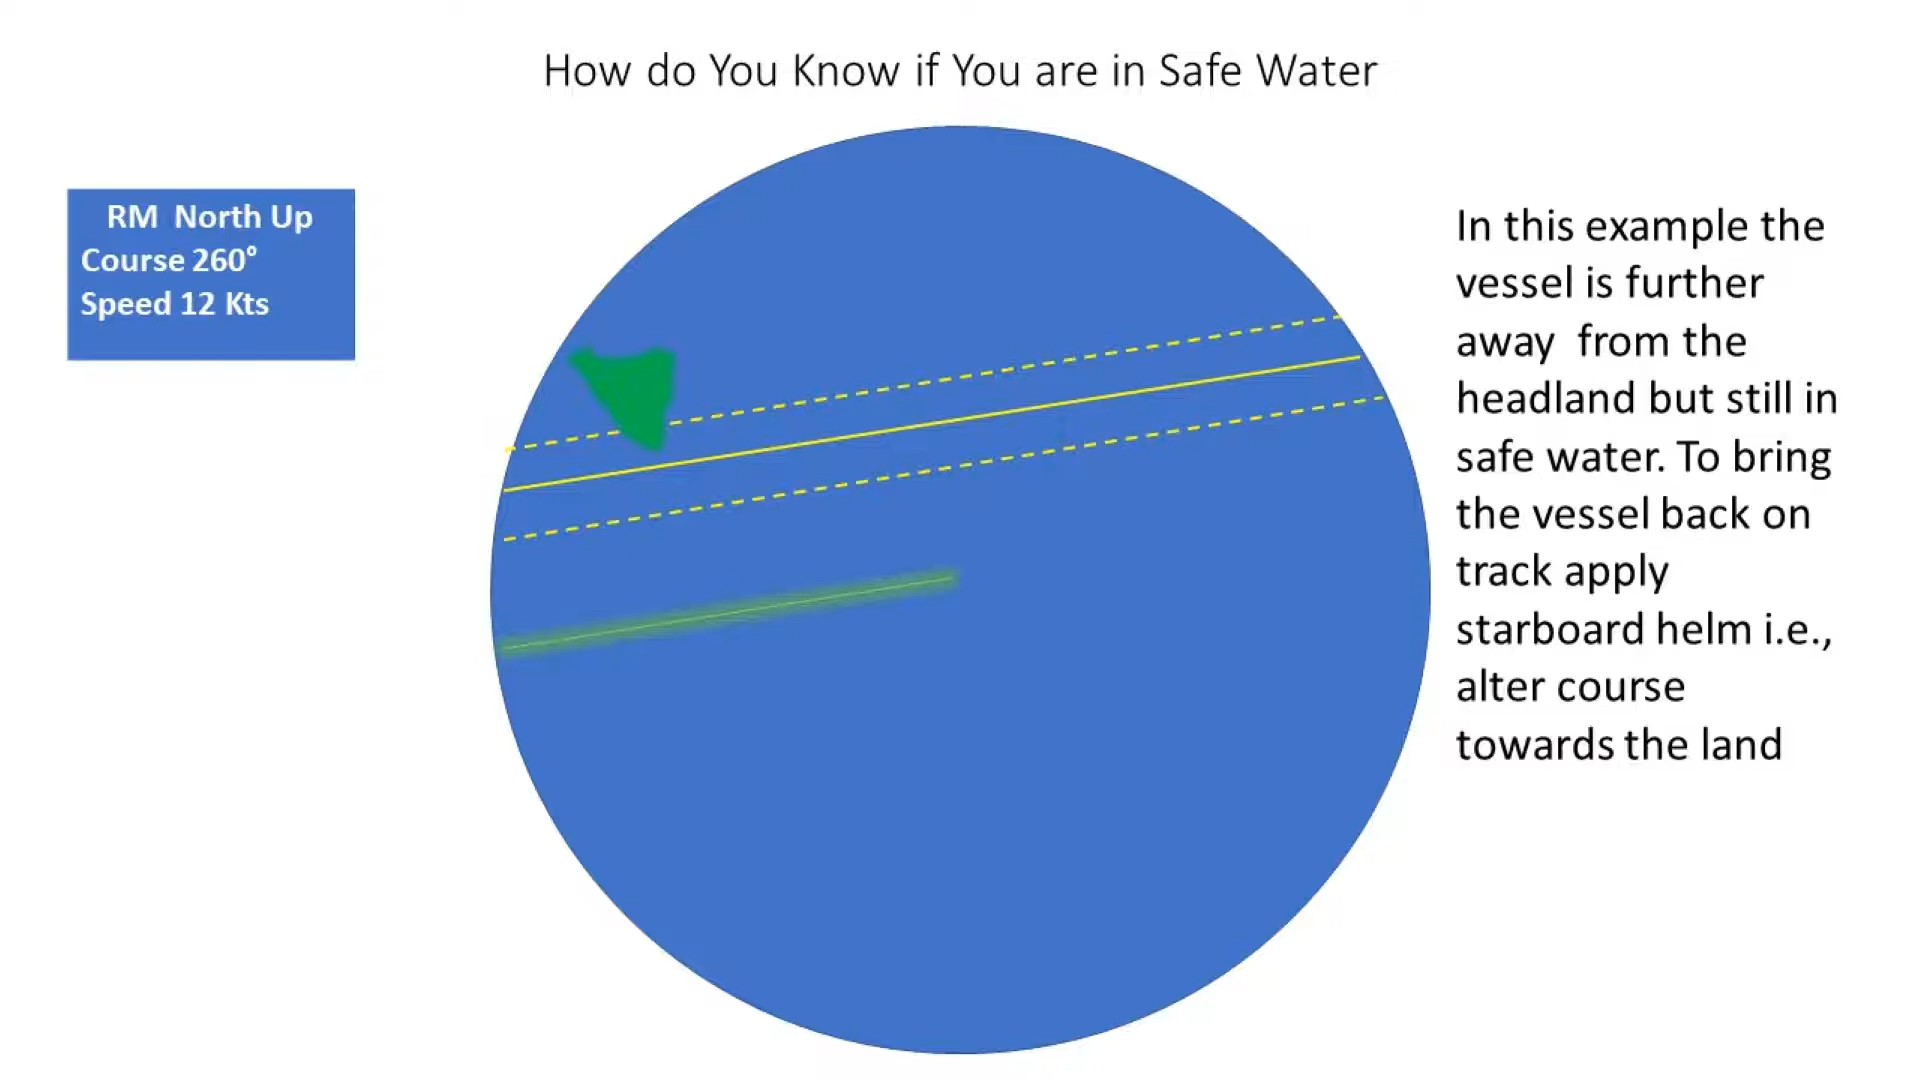 How do You Know if You are in Safe Water
RM North Up
Course 260°
Speed 12 Kts
In this example the
vessel is further
away from the
headland but still in
safe water. To bring
the vessel back on
track apply
starboard helm i.e.,
alter course
towards the land